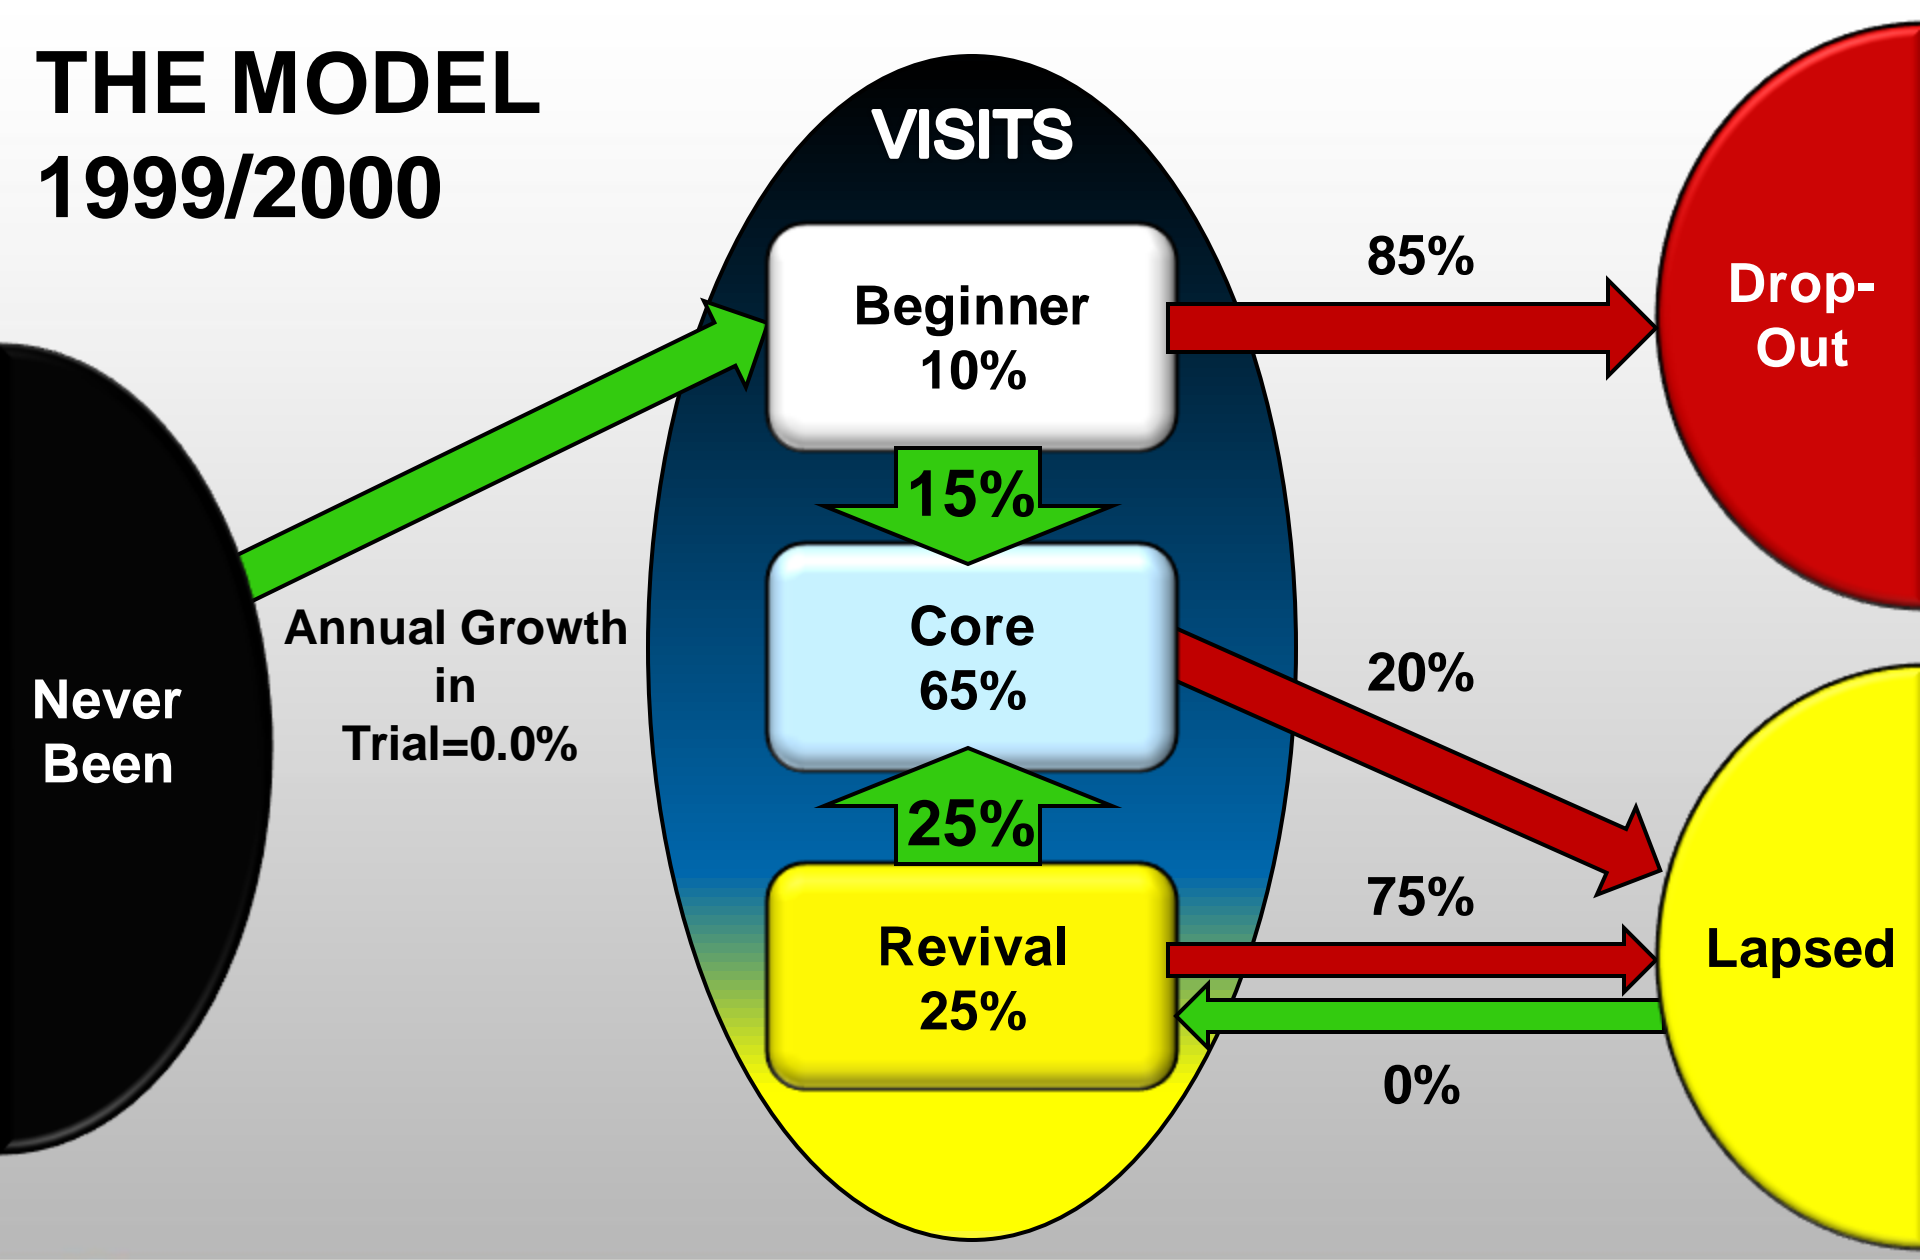 THE MODEL
1999/2000
VISITS
Beginner
10%
85%
Drop-
Out
15%
Core
65%
20%
Annual Growth
in
Trial=0.0%
Never
Been
25%
Revival
25%
75%
Lapsed
0%